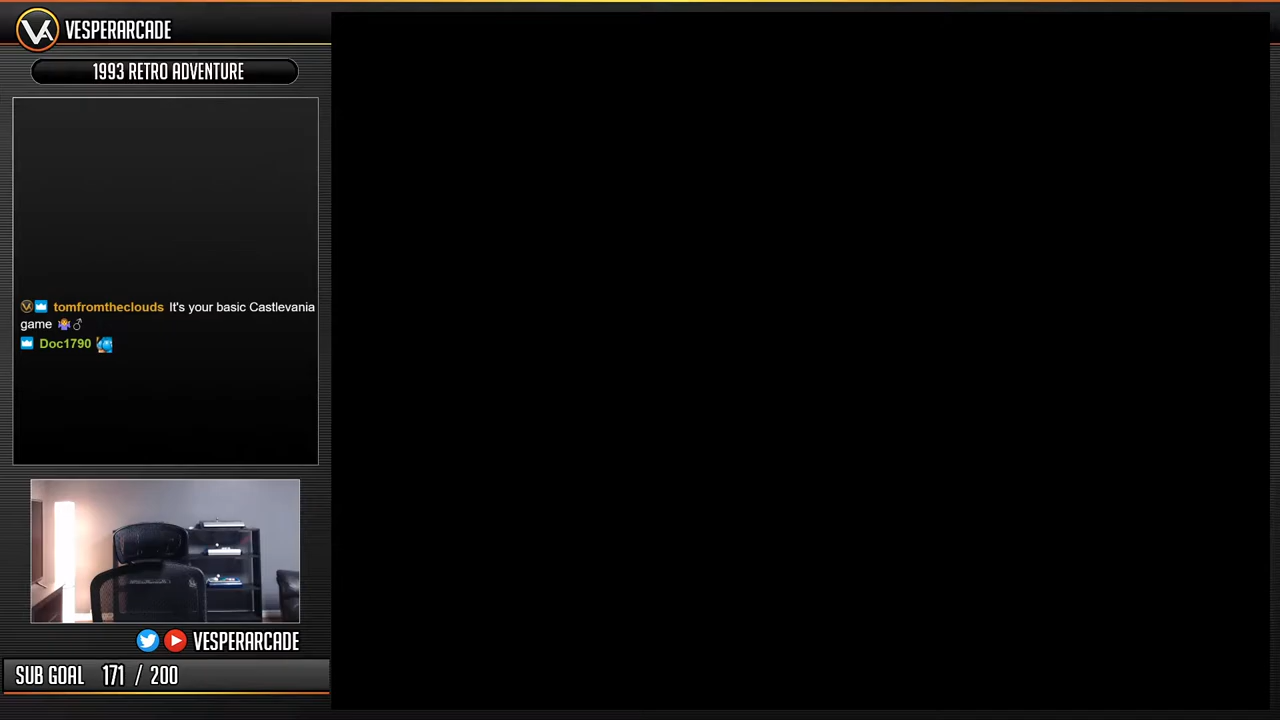 VESPERARCADE
1993 RETRO ADVENTURE
tomfromtheclouds It's your basic Castlevania
game 🤷‍♂
Doc1790
VESPERARCADE
SUB GOAL 171 / 200